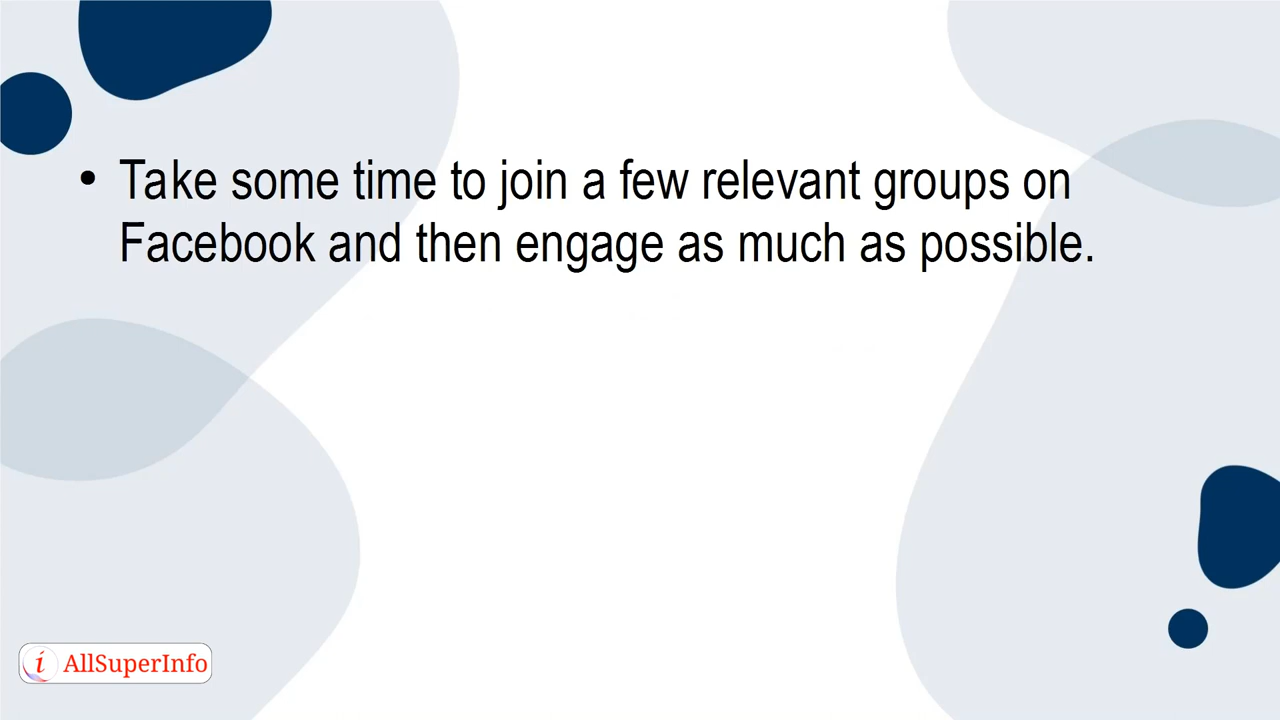 • Take some time to join a few relevant groups on
Facebook and then engage as much as possible.
i AllSuperInfo